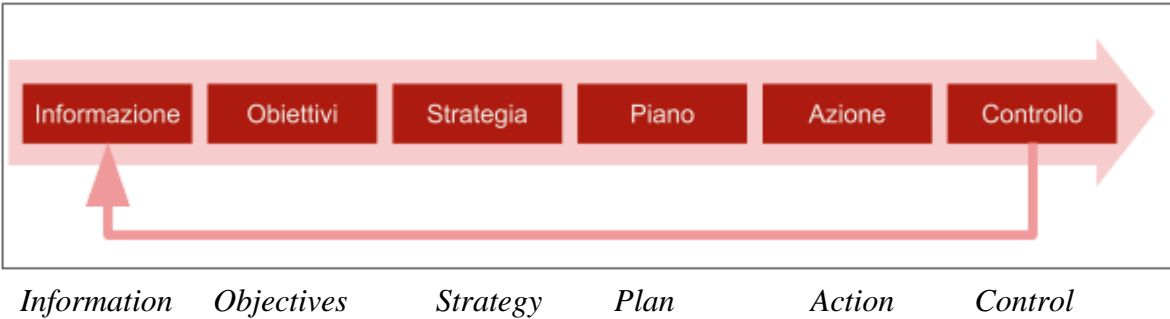 Informazione Obiettivi Strategia Piano Azione Controllo
Information Objectives Strategy Plan Action Control